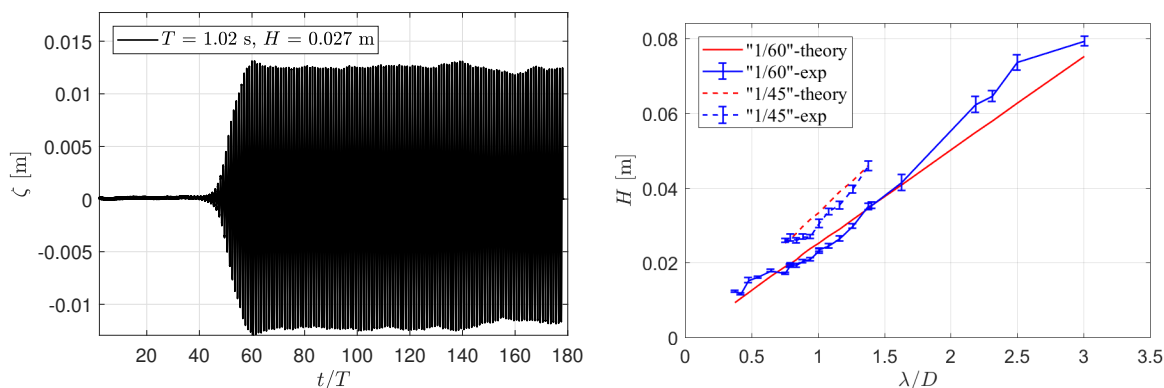 0.015
0.01
0.005
0
-0.005
-0.01
ζ [m]
T = 1.02 s, H = 0.027 m
20 40 60 80 100 120 140 160 180
t/T
0.08
0.06
0.04
0.02
0
H [m]
"1/60"-theory
"1/60"-exp
"1/45"-theory
"1/45"-exp
0 0.5 1 1.5 2 2.5 3 3.5
λ/D